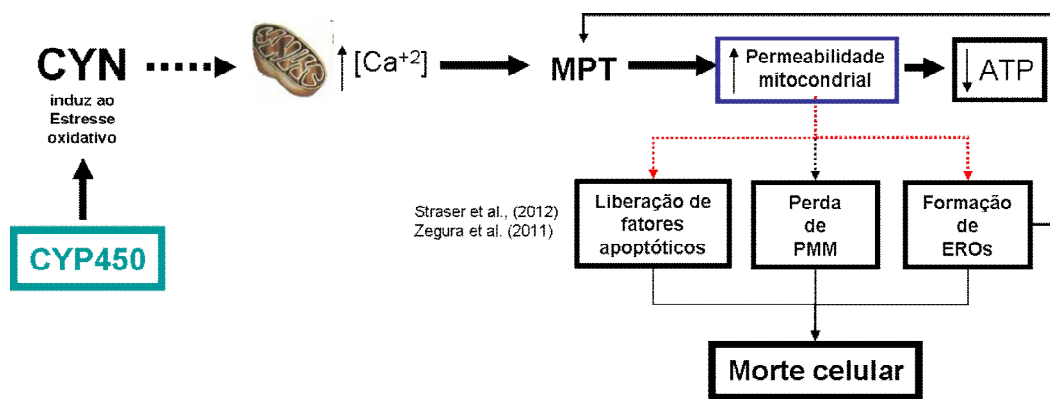 CYN
induz ao
Estresse
oxidativo
CYP450
[Ca+2]
MPT
Permeabilidade
mitocondrial
ATP
Straser et al., (2012)
Zegura et al. (2011)
Liberação de
fatores
apoptóticos
Perda
de
PMM
Formação
de
EROs
Morte celular